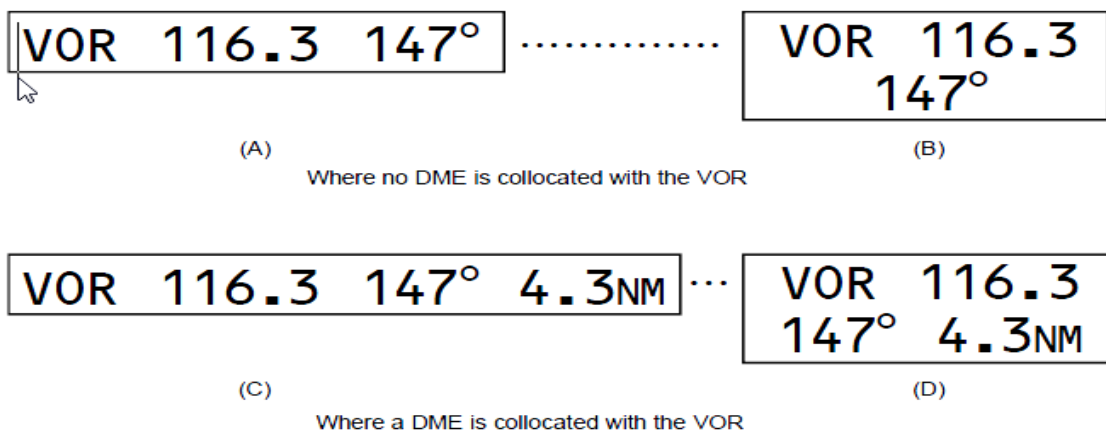 VOR 116.3 147° ..............
VOR 116.3
147°
(A)
(B)
Where no DME is collocated with the VOR
VOR 116.3 147° 4.3NM ...
VOR 116.3
147° 4.3NM
(C)
(D)
Where a DME is collocated with the VOR